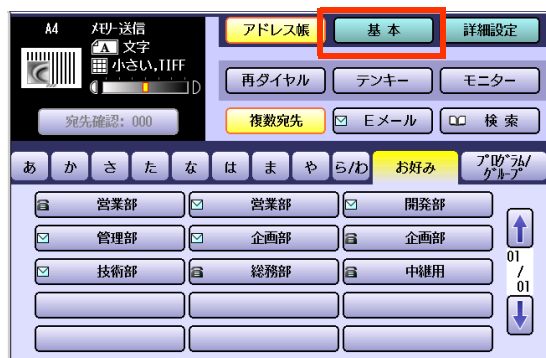 A4 ﾒﾓﾘｰ送信 アドレス帳 基本 詳細設定
A 文字
小さい,TIFF
D
再ダイヤル テンキー モニター
宛先確認: 000 複数宛先 Eメール 検索
あ か さ た な は ま や ら/わ お好み ﾌﾟﾛｸﾞﾗﾑ/
ｸﾞﾙｰﾌﾟ
営業部 営業部 開発部
管理部 企画部 企画部
技術部 総務部 中継用
01
/
01